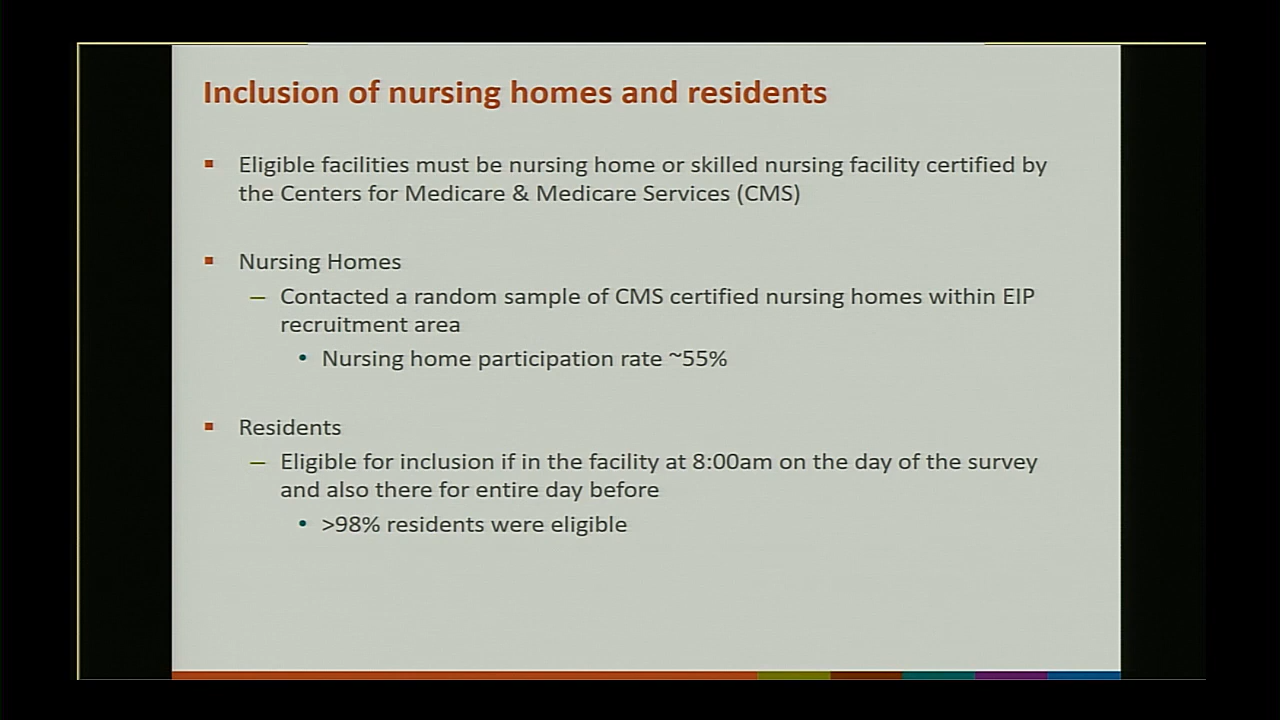 Inclusion of nursing homes and residents
Eligible facilities must be nursing home or skilled nursing facility certified by
the Centers for Medicare & Medicare Services (CMS)
Nursing Homes
– Contacted a random sample of CMS certified nursing homes within EIP
recruitment area
• Nursing home participation rate ~55%
Residents
– Eligible for inclusion if in the facility at 8:00am on the day of the survey
and also there for entire day before
• >98% residents were eligible